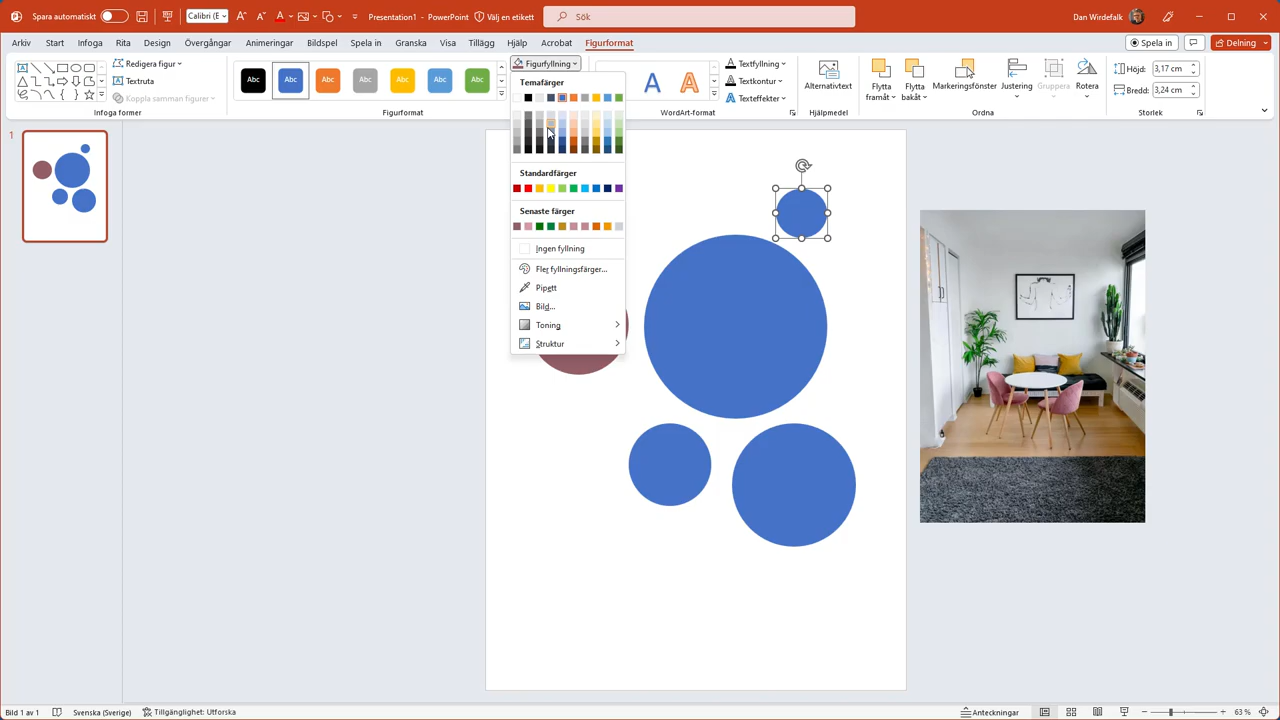 Spara automatiskt
Calibri (E
Presentation1 - PowerPoint
Välj en etikett
Sök
Dan Wirdefalk
Arkiv Start Infoga Rita Design Övergångar Animeringar Bildspel Spela in Granska Visa Tillägg Hjälp Acrobat Figurformat
Spela in
Delning
Redigera figur
Textruta
Koppla samman figurer
Abc Abc Abc Abc Abc Abc Abc
Figurfyllning
Textfyllning
Textkontur
Texteffekter
Alternativtext
Flytta framåt
Flytta bakåt
Markeringsfönster
Justering
Gruppera
Rotera
Höjd: 3,17 cm
Bredd: 3,24 cm
Infoga former
Figurformat
WordArt-format
Hjälpmedel
Ordna
Storlek
Temafärger
Standardfärger
Senaste färger
Ingen fyllning
Fler fyllningsfärger...
Pipett
Bild...
Toning
Struktur
1
Bild 1 av 1
Svenska (Sverige)
Tillgänglighet: Utforska
Anteckningar
63 %